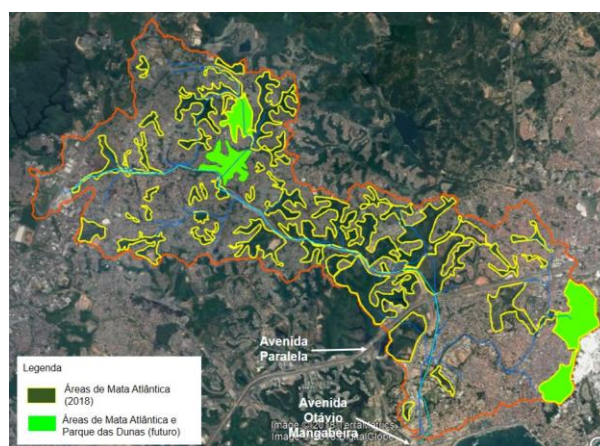 Avenida
Paralela
Avenida
Otávio
Mangabeira
Legenda
Áreas de Mata Atlântica
(2018)
Áreas de Mata Atlântica e
Parque das Dunas (futuro)